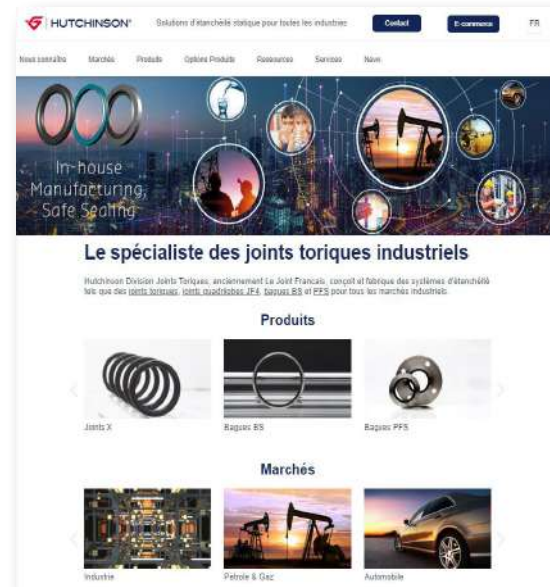 HUTCHINSON®
Solutions d'étanchéité statique pour toutes les industries
Contact
E-commerce
FR
Nous connaître
Marchés
Produits
Options Produits
Ressources
Services
News
In-house
Manufacturing,
Safe Sealing
Le spécialiste des joints toriques industriels
Hutchinson Division Joints Toriques, anciennement Le Joint Francais, conçoit et fabrique des systèmes d'étanchéité
tels que des joints toriques, joints quadrilobes JF4, bagues BS et PFS pour tous les marchés industriels.
Produits
Joints X
Bagues BS
Bagues PFS
Marchés
Industrie
Petrole & Gaz
Automobile